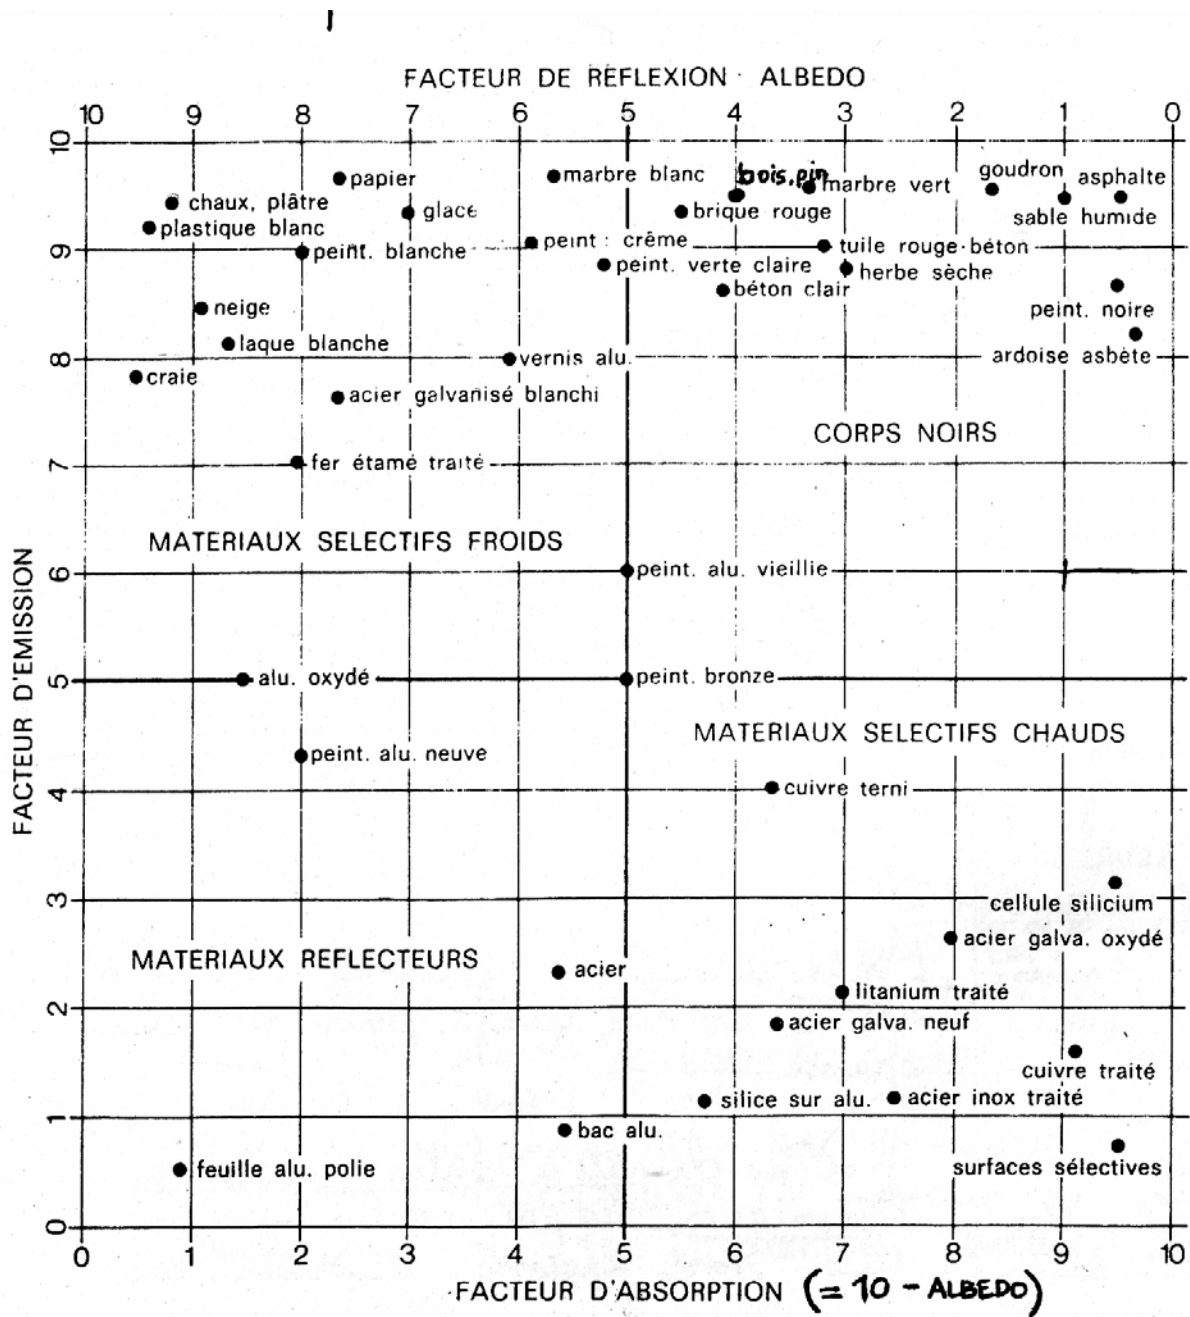 FACTEUR DE REFLEXION · ALBEDO
10 9 8 7 6 5 4 3 2 1 0
10
papier
marbre blanc
bois, pin
marbre vert
goudron
asphalte
chaux, plâtre
glace
brique rouge
sable humide
plastique blanc
peint. blanche
peint : crême
tuile rouge·béton
9
peint. verte claire
herbe sèche
béton clair
neige
peint. noire
laque blanche
vernis alu.
ardoise asbète
8
craie
acier galvanisé blanchi
CORPS NOIRS
fer étamé traité
7
MATERIAUX SELECTIFS FROIDS
peint. alu. vieillie
6
FACTEUR D'EMISSION
alu. oxydé
peint. bronze
5
MATERIAUX SELECTIFS CHAUDS
peint. alu. neuve
cuivre terni
4
cellule silicium
3
acier galva. oxydé
MATERIAUX REFLECTEURS
acier
litanium traité
2
acier galva. neuf
cuivre traité
silice sur alu.
acier inox traité
1
bac alu.
feuille alu. polie
surfaces sélectives
0
0 1 2 3 4 5 6 7 8 9 10
FACTEUR D'ABSORPTION (= 10 - ALBEDO)